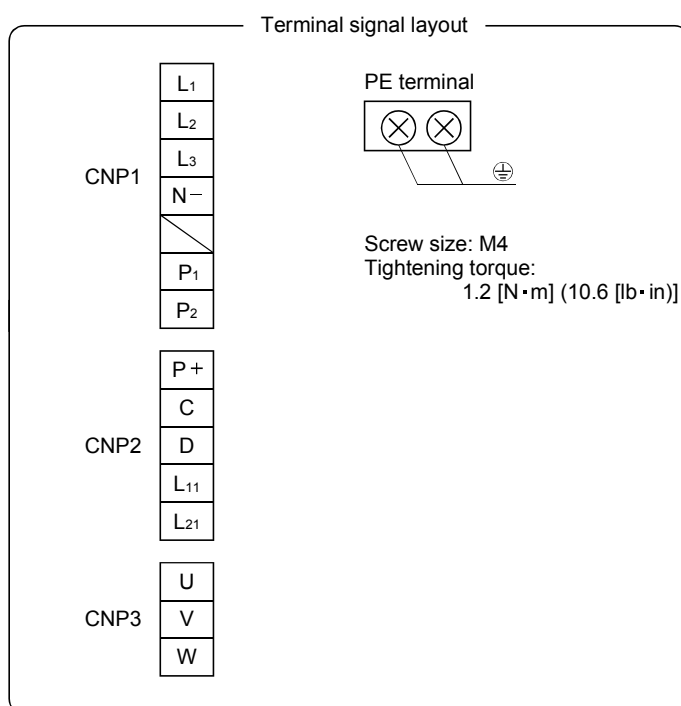 Terminal signal layout
CNP1
L1
L2
L3
N−
P1
P2
CNP2
P+
C
D
L11
L21
CNP3
U
V
W
PE terminal
Screw size: M4
Tightening torque:
1.2 [N･m] (10.6 [lb･in)]